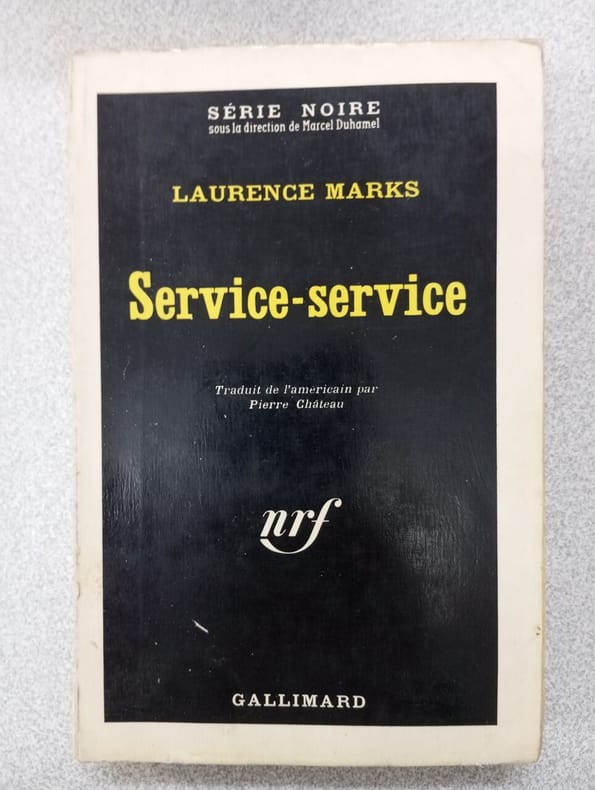 SÉRIE NOIRE
sous la direction de Marcel Duhamel
LAURENCE MARKS
Service-service
Traduit de l'américain par
Pierre Château
nrf
GALLIMARD